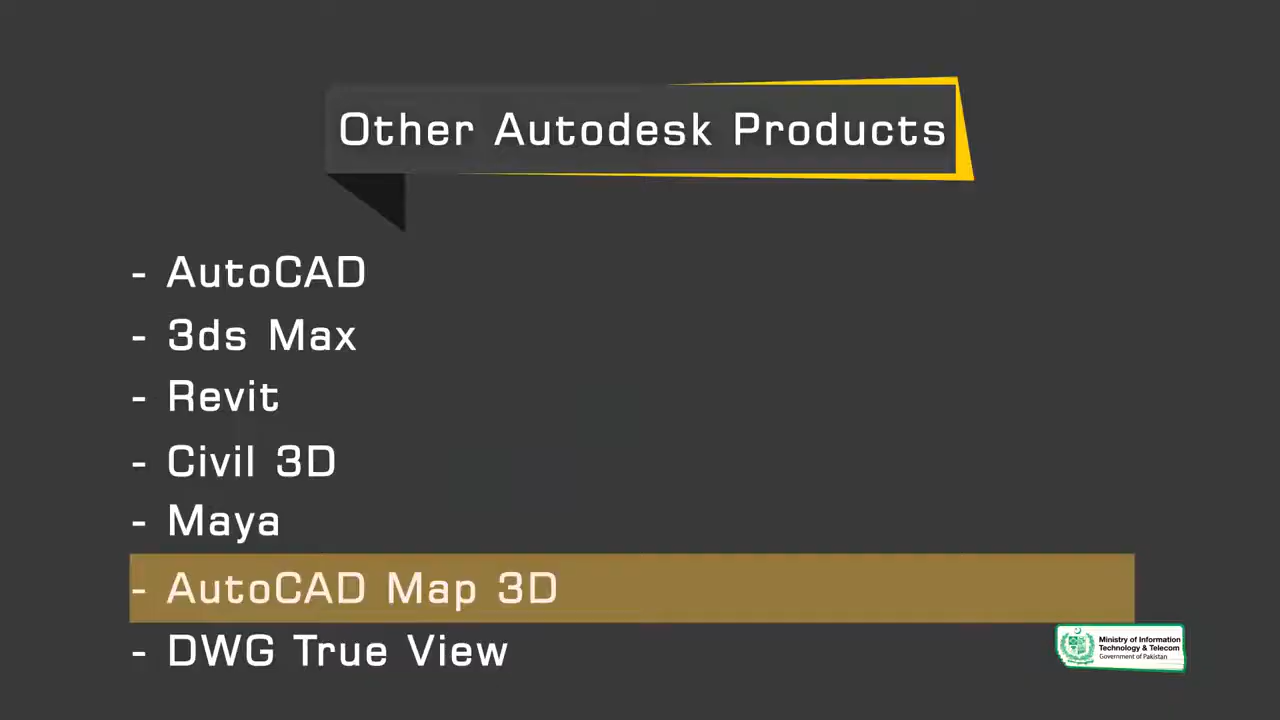 Other Autodesk Products
- AutoCAD
- 3ds Max
- Revit
- Civil 3D
- Maya
- AutoCAD Map 3D
- DWG True View
Ministry of Information
Technology & Telecom
Government of Pakistan